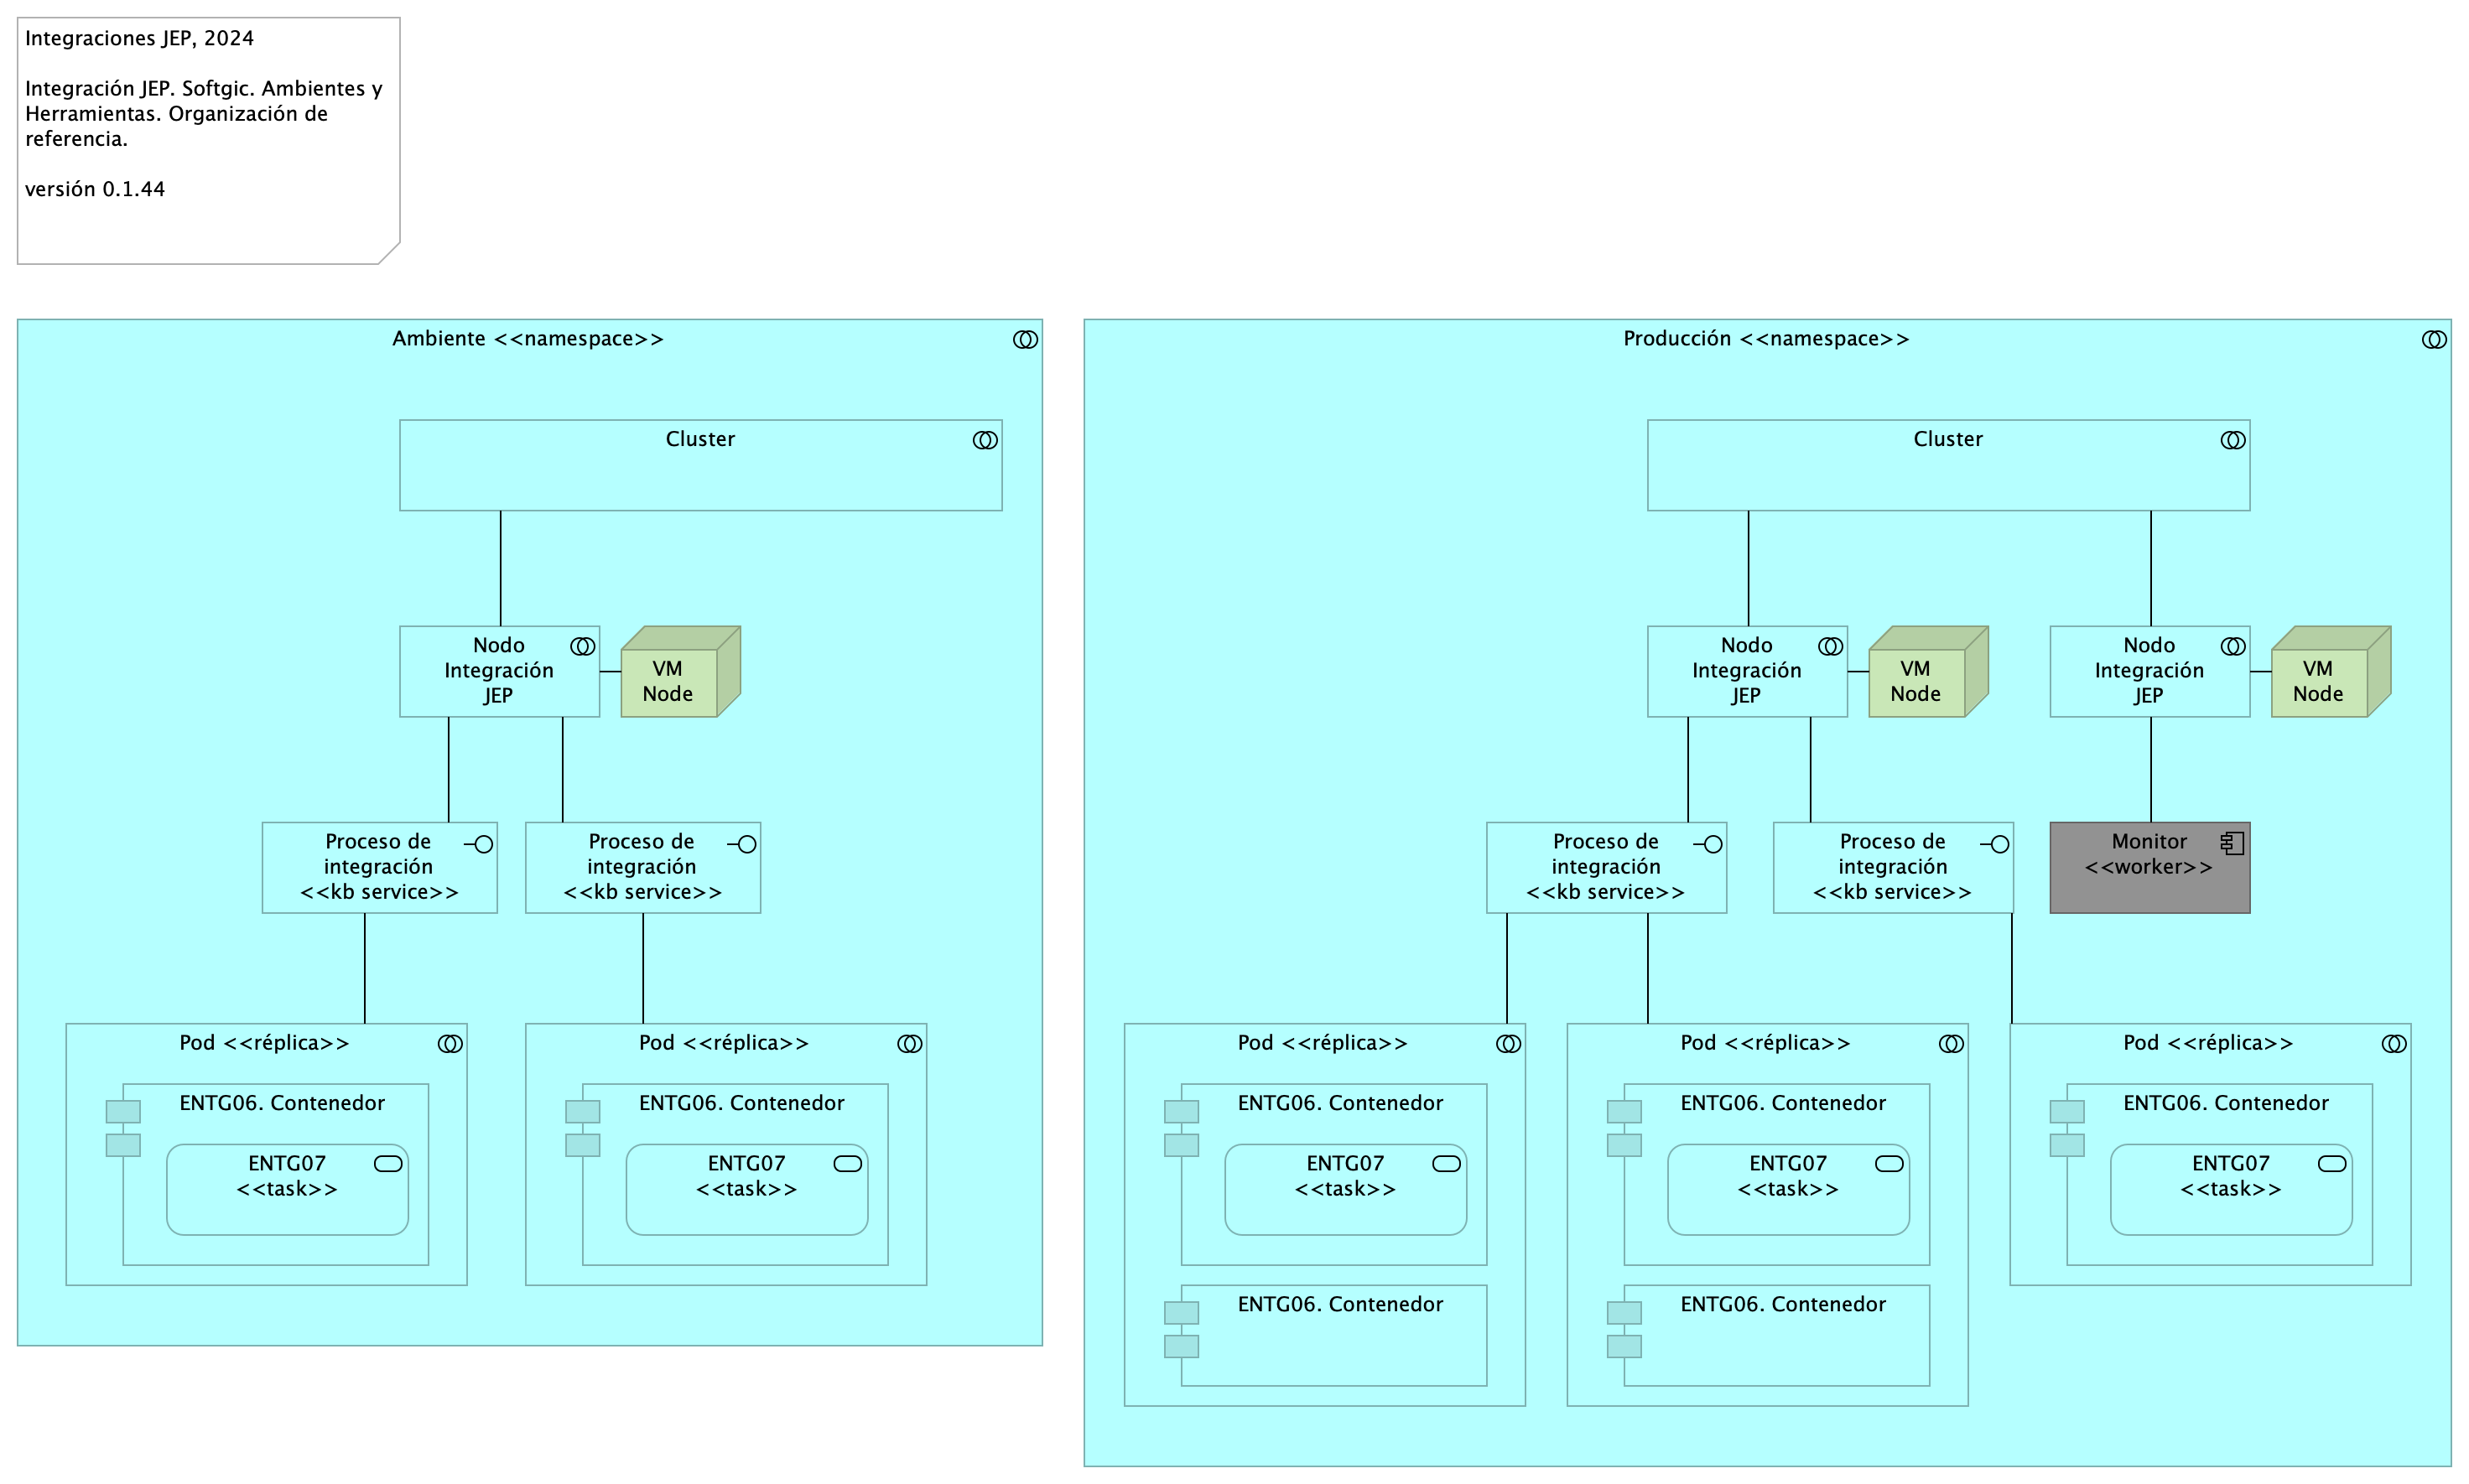 Integraciones JEP, 2024
Integración JEP. Softgic. Ambientes y
Herramientas. Organización de
referencia.
versión 0.1.44
Ambiente <<namespace>>
Cluster
Nodo
Integración
JEP
VM
Node
Proceso de
integración
<<kb service>>
Proceso de
integración
<<kb service>>
Pod <<réplica>>
ENTG06. Contenedor
ENTG07
<<task>>
Pod <<réplica>>
ENTG06. Contenedor
ENTG07
<<task>>
Producción <<namespace>>
Cluster
Nodo
Integración
JEP
VM
Node
Nodo
Integración
JEP
VM
Node
Proceso de
integración
<<kb service>>
Proceso de
integración
<<kb service>>
Monitor
<<worker>>
Pod <<réplica>>
ENTG06. Contenedor
ENTG07
<<task>>
ENTG06. Contenedor
Pod <<réplica>>
ENTG06. Contenedor
ENTG07
<<task>>
ENTG06. Contenedor
Pod <<réplica>>
ENTG06. Contenedor
ENTG07
<<task>>